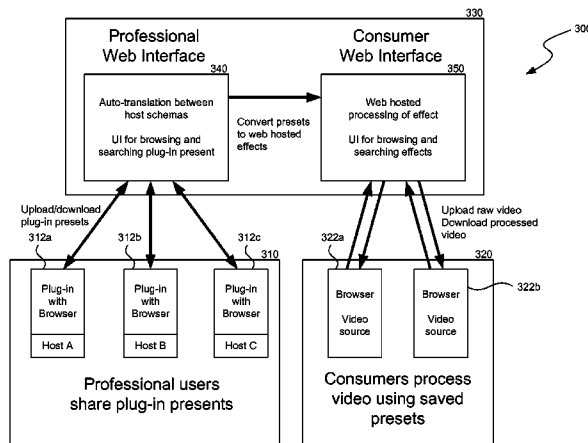 Professional
Web Interface
Consumer
Web Interface
330
300
340
350
Auto-translation between
host schemas
UI for browsing and
searching plug-in present
Convert presets
to web hosted
effects
Web hosted
processing of effect
UI for browsing and
searching effects
Upload/download
plug-in presets
Upload raw video
Download processed
video
312a
312b
312c
310
322a
320
322b
Plug-in
with
Browser
Host A
Plug-in
with
Browser
Host B
Plug-in
with
Browser
Host C
Browser
Video
source
Browser
Video
source
Professional users
share plug-in presents
Consumers process
video using saved
presets